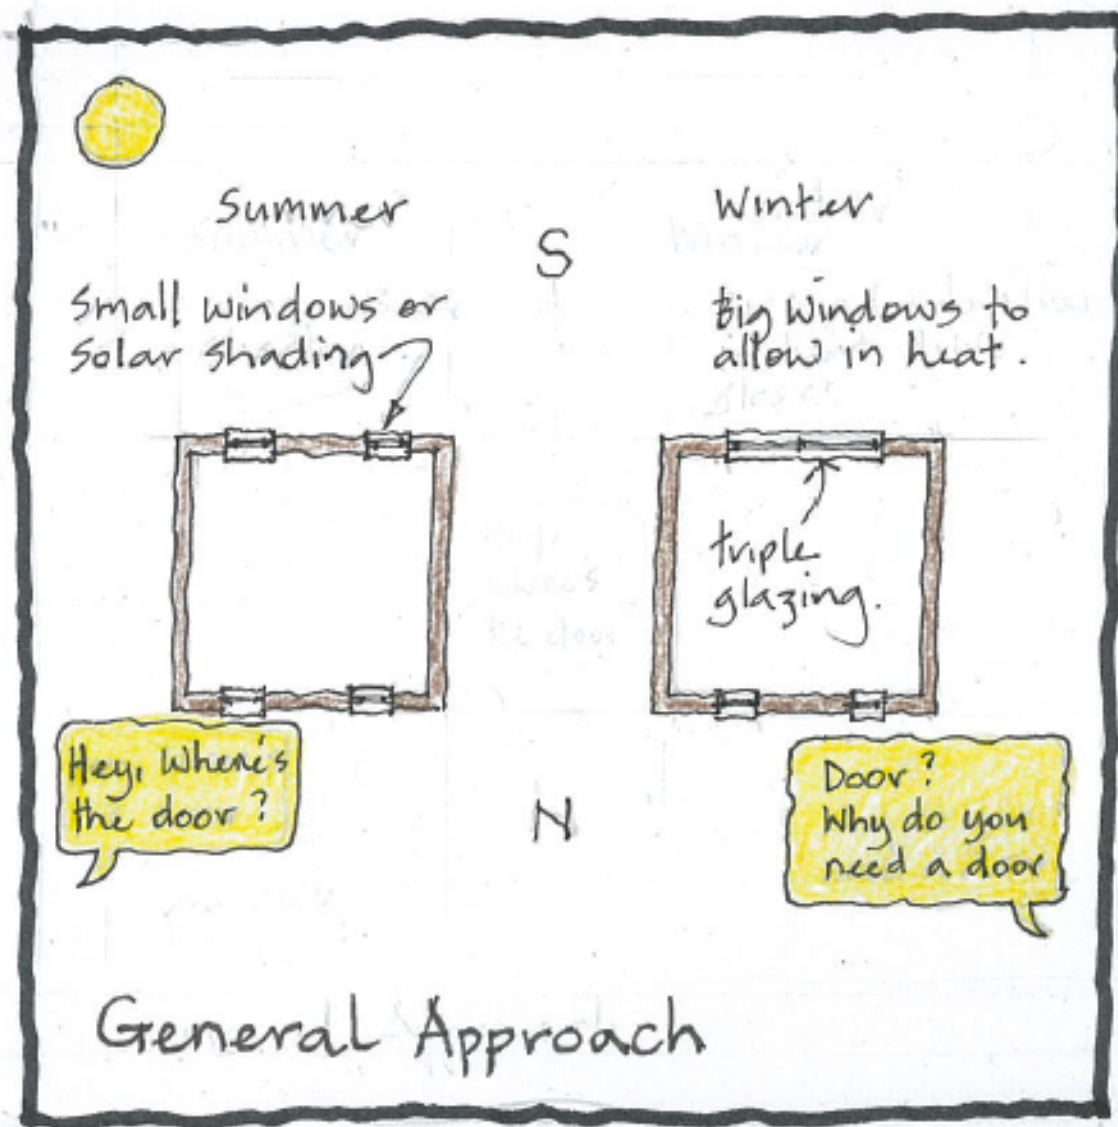 Summer
S
Winter
Small windows or
Solar shading
Big windows to
allow in heat.
triple
glazing.
Hey, Where's
the door?
N
Door?
Why do you
need a door
General Approach